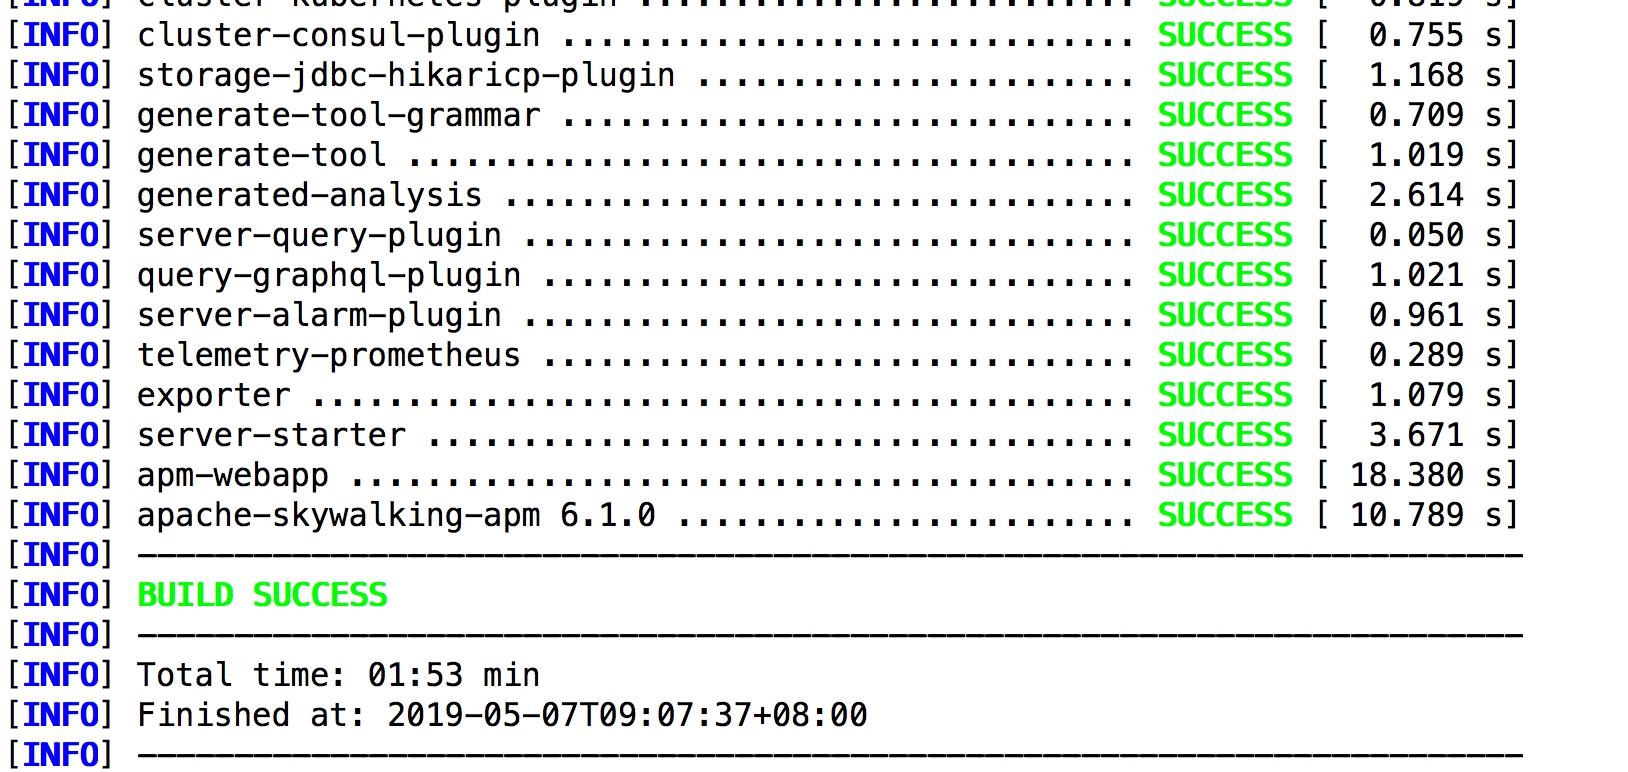 [INFO] cluster-kubernetes-plugin .......................... SUCCESS [  0.819 s]
[INFO] cluster-consul-plugin .............................. SUCCESS [  0.755 s]
[INFO] storage-jdbc-hikaricp-plugin ....................... SUCCESS [  1.168 s]
[INFO] generate-tool-grammar .............................. SUCCESS [  0.709 s]
[INFO] generate-tool ...................................... SUCCESS [  1.019 s]
[INFO] generated-analysis ................................. SUCCESS [  2.614 s]
[INFO] server-query-plugin ................................ SUCCESS [  0.050 s]
[INFO] query-graphql-plugin ............................... SUCCESS [  1.021 s]
[INFO] server-alarm-plugin ................................ SUCCESS [  0.961 s]
[INFO] telemetry-prometheus ............................... SUCCESS [  0.289 s]
[INFO] exporter ........................................... SUCCESS [  1.079 s]
[INFO] server-starter ..................................... SUCCESS [  3.671 s]
[INFO] apm-webapp ......................................... SUCCESS [ 18.380 s]
[INFO] apache-skywalking-apm 6.1.0 ........................ SUCCESS [ 10.789 s]
[INFO] ------------------------------------------------------------------------
[INFO] BUILD SUCCESS
[INFO] ------------------------------------------------------------------------
[INFO] Total time: 01:53 min
[INFO] Finished at: 2019-05-07T09:07:37+08:00
[INFO] ------------------------------------------------------------------------